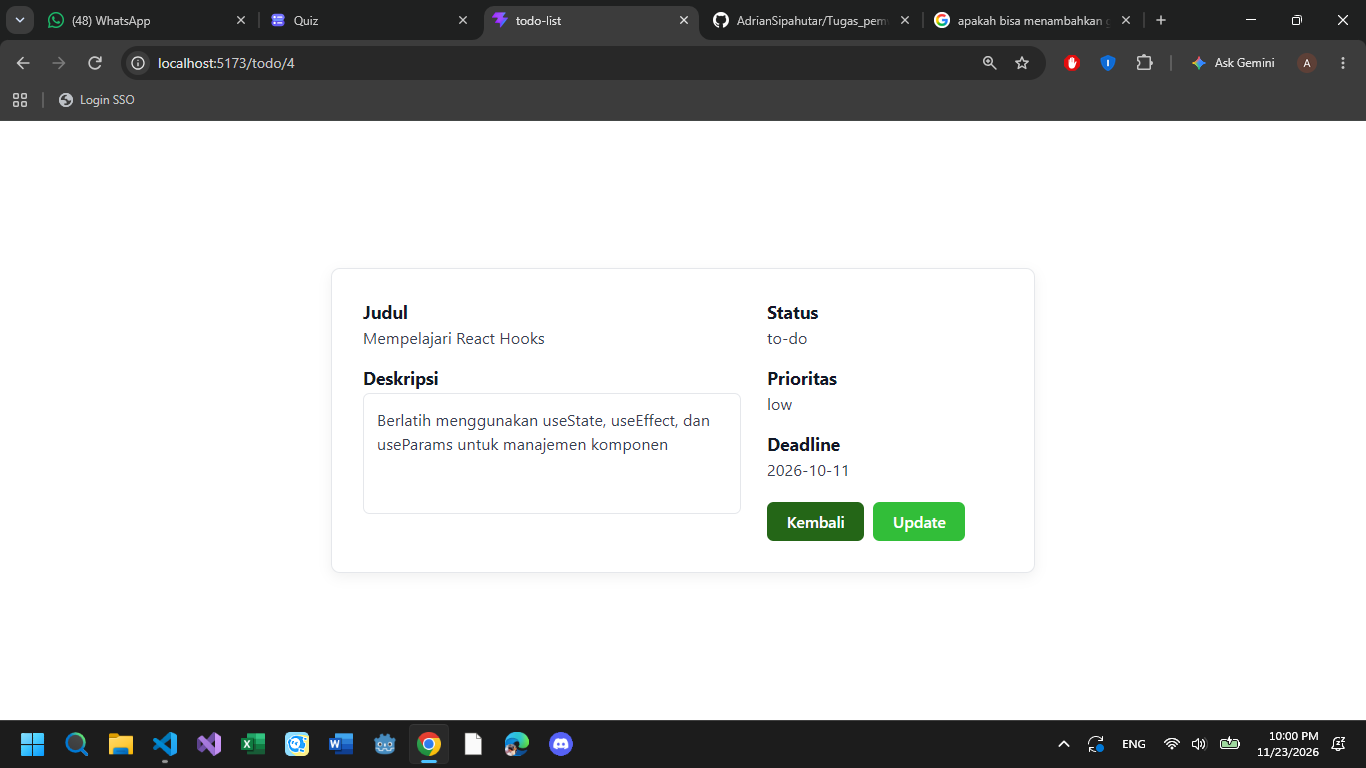 (48) WhatsApp
Quiz
todo-list
AdrianSipahutar/Tugas_pem
apakah bisa menambahkan g
localhost:5173/todo/4
Ask Gemini
A
Login SSO
Judul
Mempelajari React Hooks
Deskripsi
Berlatih menggunakan useState, useEffect, dan
useParams untuk manajemen komponen
Status
to-do
Prioritas
low
Deadline
2026-10-11
Kembali
Update
ENG
10:00 PM
11/23/2026